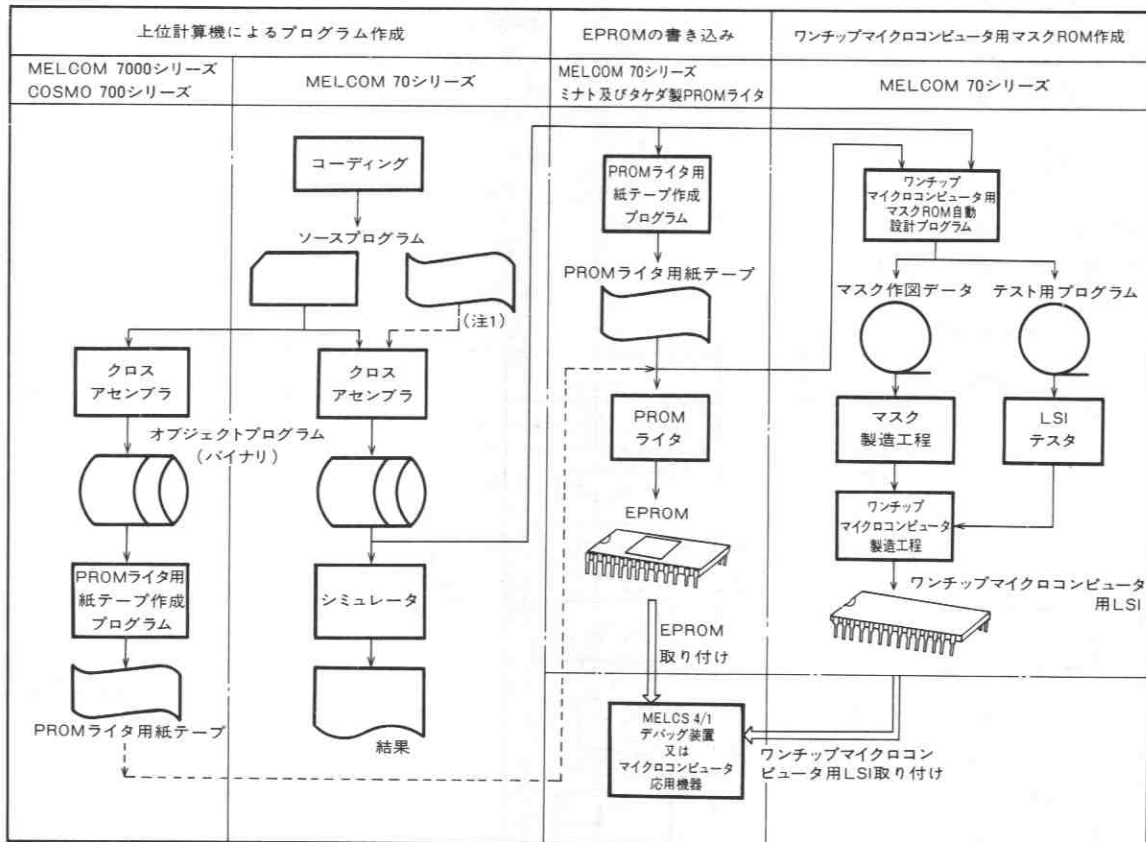 上位計算機によるプログラム作成
EPROMの書き込み
ワンチップマイクロコンピュータ用 マスクROM作成
MELCOM 7000シリーズ
COSMO 700シリーズ
MELCOM 70シリーズ
MELCOM 70シリーズ
ミナト及びタケダ製PROMライタ
MELCOM 70シリーズ
コーディング
ソースプログラム
(注1)
クロス
アセンブラ
クロス
アセンブラ
オブジェクトプログラム
(バイナリ)
PROMライタ用
紙テープ作成
プログラム
シミュレータ
PROMライタ用紙テープ
結果
PROMライタ用
紙テープ作成
プログラム
PROMライタ用紙テープ
PROM
ライタ
EPROM
EPROM
取り付け
MELCS 4/1
デバッグ装置
又は
マイクロコンピュータ
応用機器
ワンチップ
マイクロコンピュータ用
マスクROM自動
設計プログラム
マスク作図データ
テスト用プログラム
マスク
製造工程
LSI
テスタ
ワンチップ
マイクロコンピュータ
製造工程
ワンチップマイクロコンピュータ
用LSI
ワンチップマイクロコン
ピュータ用LSI取り付け